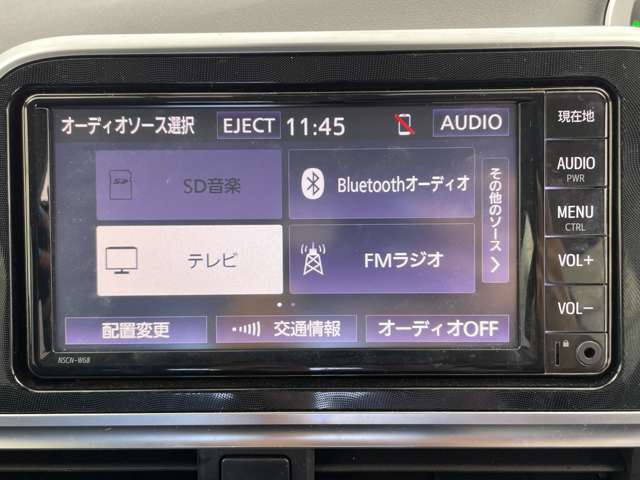 オーディオソース選択 EJECT 11:45 AUDIO
SD音楽
Bluetoothオーディオ
テレビ
FMラジオ
その他のソース
配置変更
交通情報
オーディオOFF
NSCN-W68
現在地
AUDIO
PWR
MENU
CTRL
VOL+
VOL-